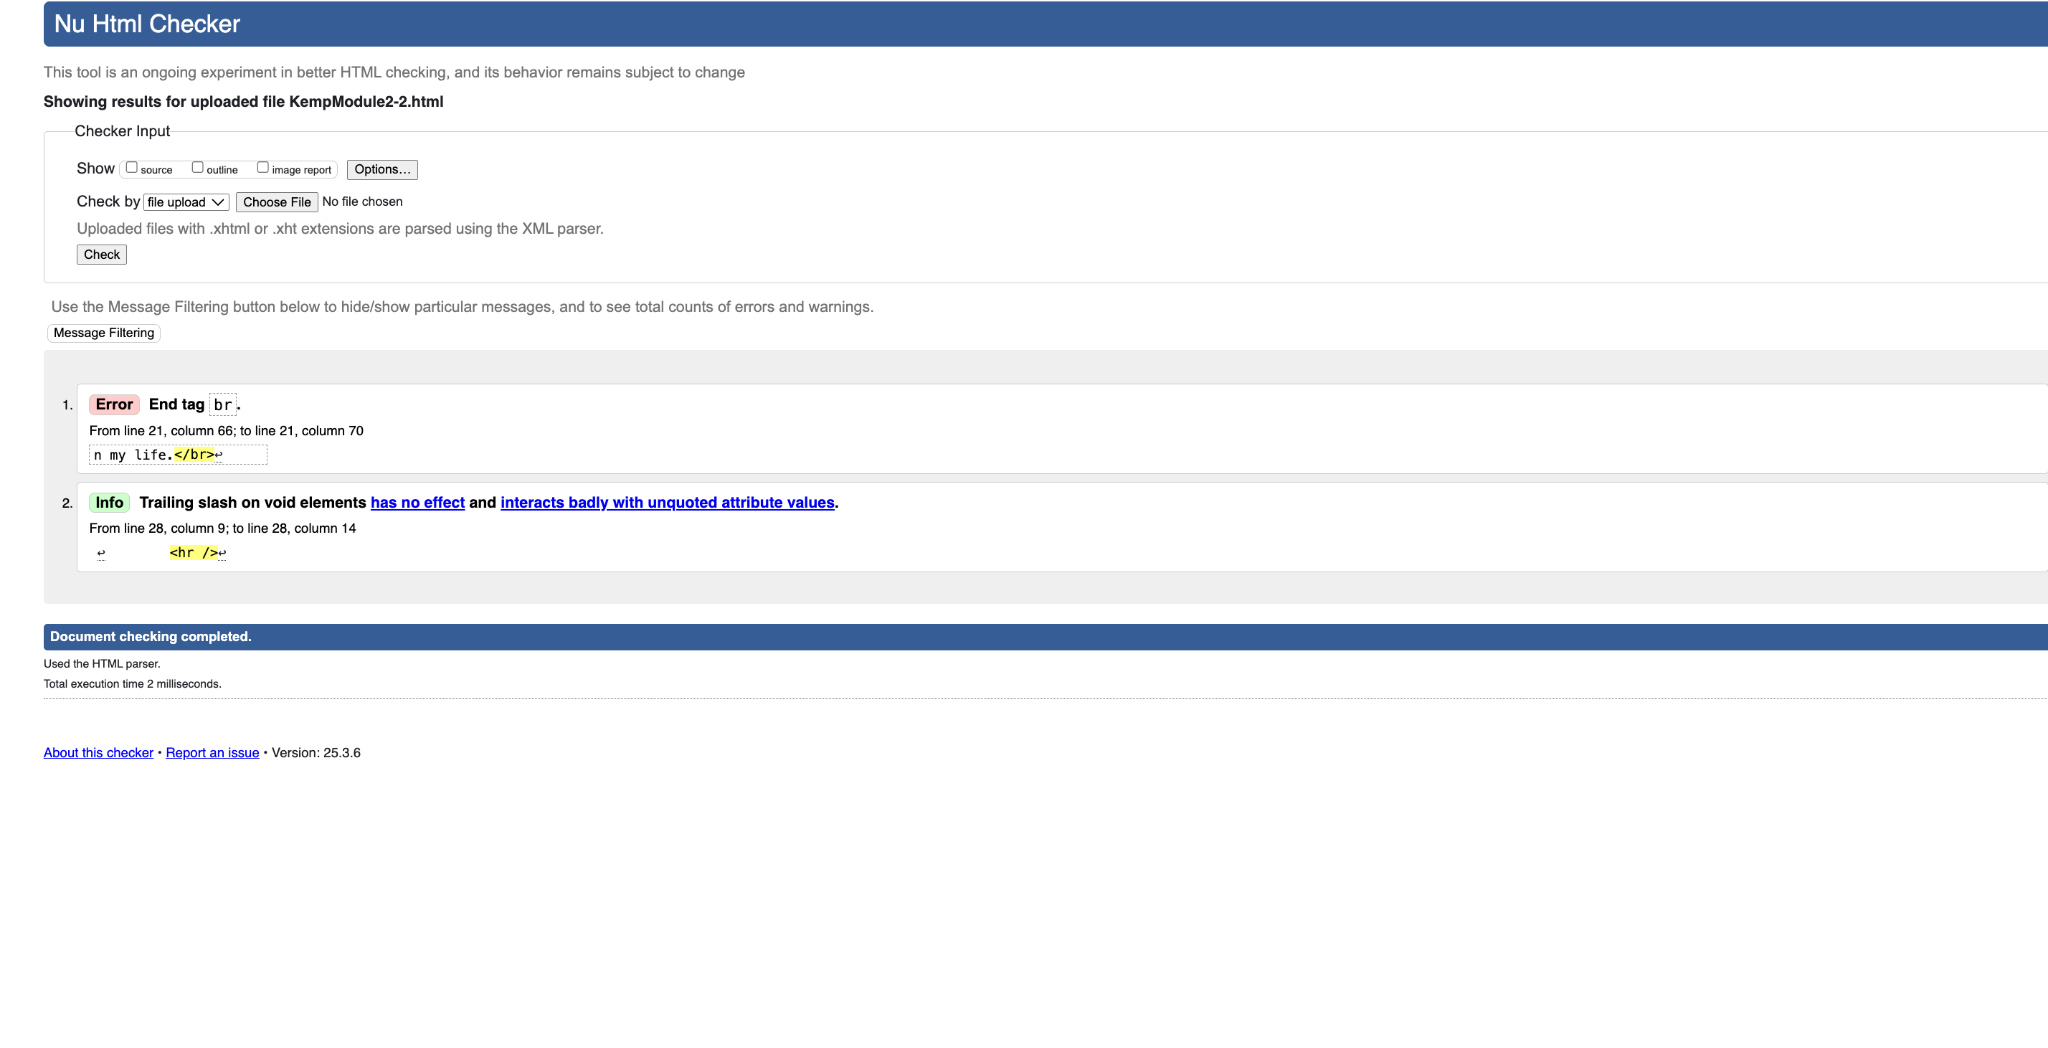 Nu Html Checker
This tool is an ongoing experiment in better HTML checking, and its behavior remains subject to change
Showing results for uploaded file KempModule2-2.html
Checker Input
Show source outline image report Options...
Check by file upload Choose File No file chosen
Uploaded files with .xhtml or .xht extensions are parsed using the XML parser.
Check
Use the Message Filtering button below to hide/show particular messages, and to see total counts of errors and warnings.
Message Filtering
1. Error End tag br.
From line 21, column 66; to line 21, column 70
n my life.</br>↩
2. Info Trailing slash on void elements has no effect and interacts badly with unquoted attribute values.
From line 28, column 9; to line 28, column 14
↩ <hr />↩
Document checking completed.
Used the HTML parser.
Total execution time 2 milliseconds.
About this checker • Report an issue • Version: 25.3.6